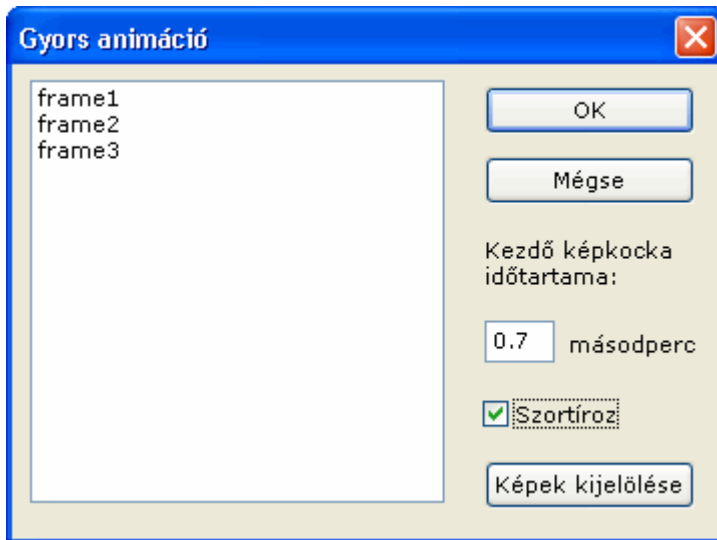 Gyors animáció
frame1
frame2
frame3
OK
Mégse
Kezdő képkocka
időtartama:
0.7 másodperc
Szortíroz
Képek kijelölése